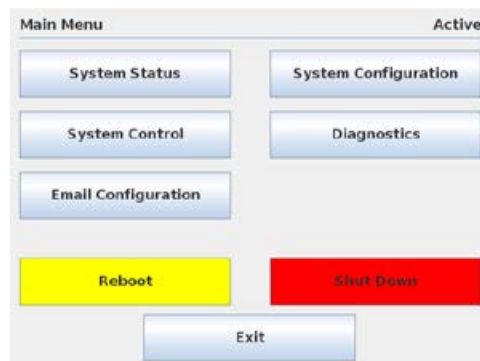 Main Menu Active
System Status System Configuration
System Control Diagnostics
Email Configuration
Reboot Shut Down
Exit